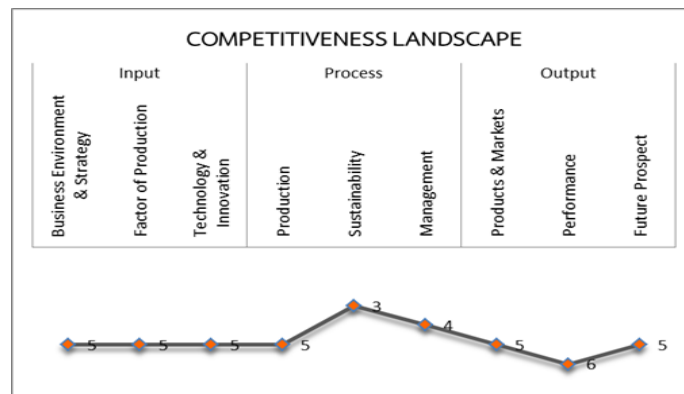 COMPETITIVENESS LANDSCAPE
Input
Process
Output
Business Environment
& Strategy
Factor of Production
Technology &
Innovation
Production
Sustainability
Management
Products & Markets
Performance
Future Prospect
5
5
5
5
3
4
5
6
5